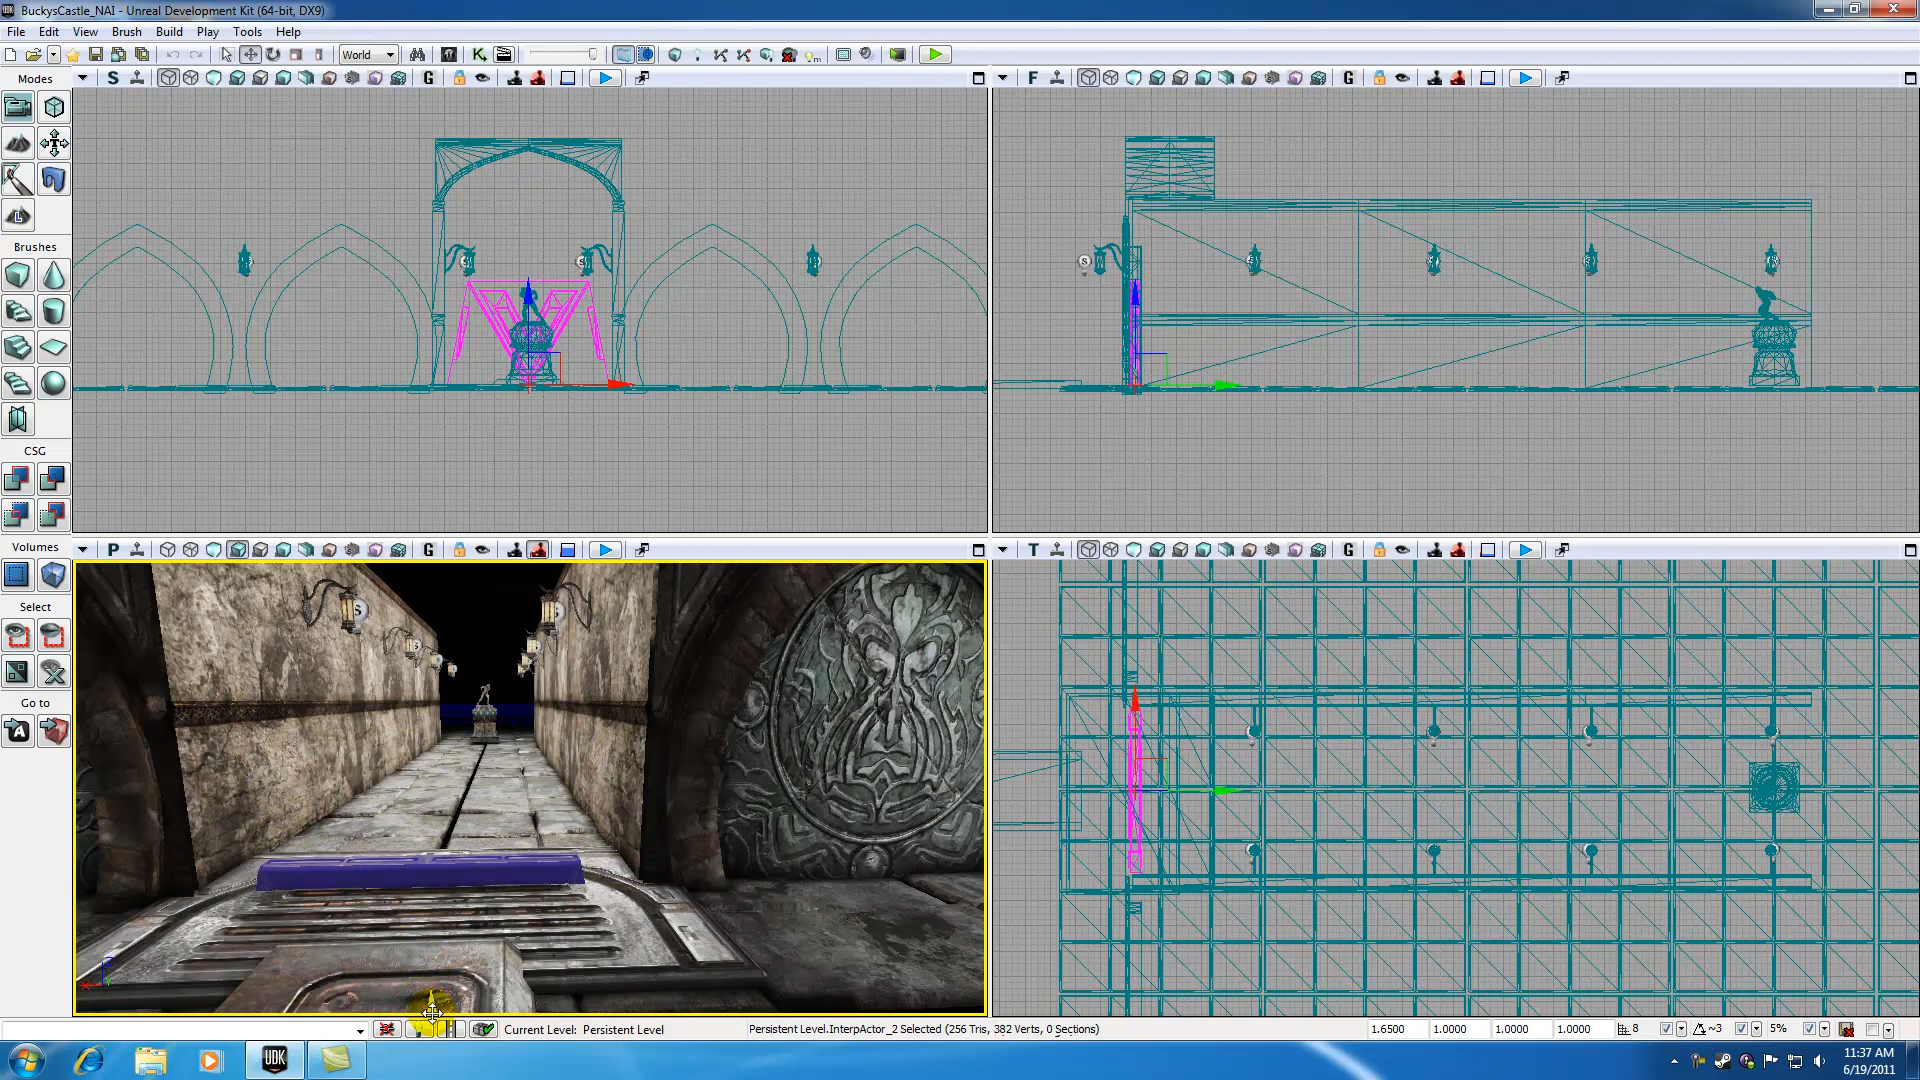 BuckysCastle_NAI - Unreal Development Kit (64-bit, DX9)
File Edit View Brush Build Play Tools Help
World
Modes
S G
F G
Brushes
CSG
Volumes
P G
T G
Select
Go to
A
Current Level: Persistent Level
Persistent Level.InterpActor_2 Selected (256 Tris, 382 Verts, 0 Sections)
1.6500 1.0000 1.0000 1.0000 8 ~3 5%
UDK
11:37 AM
6/19/2011